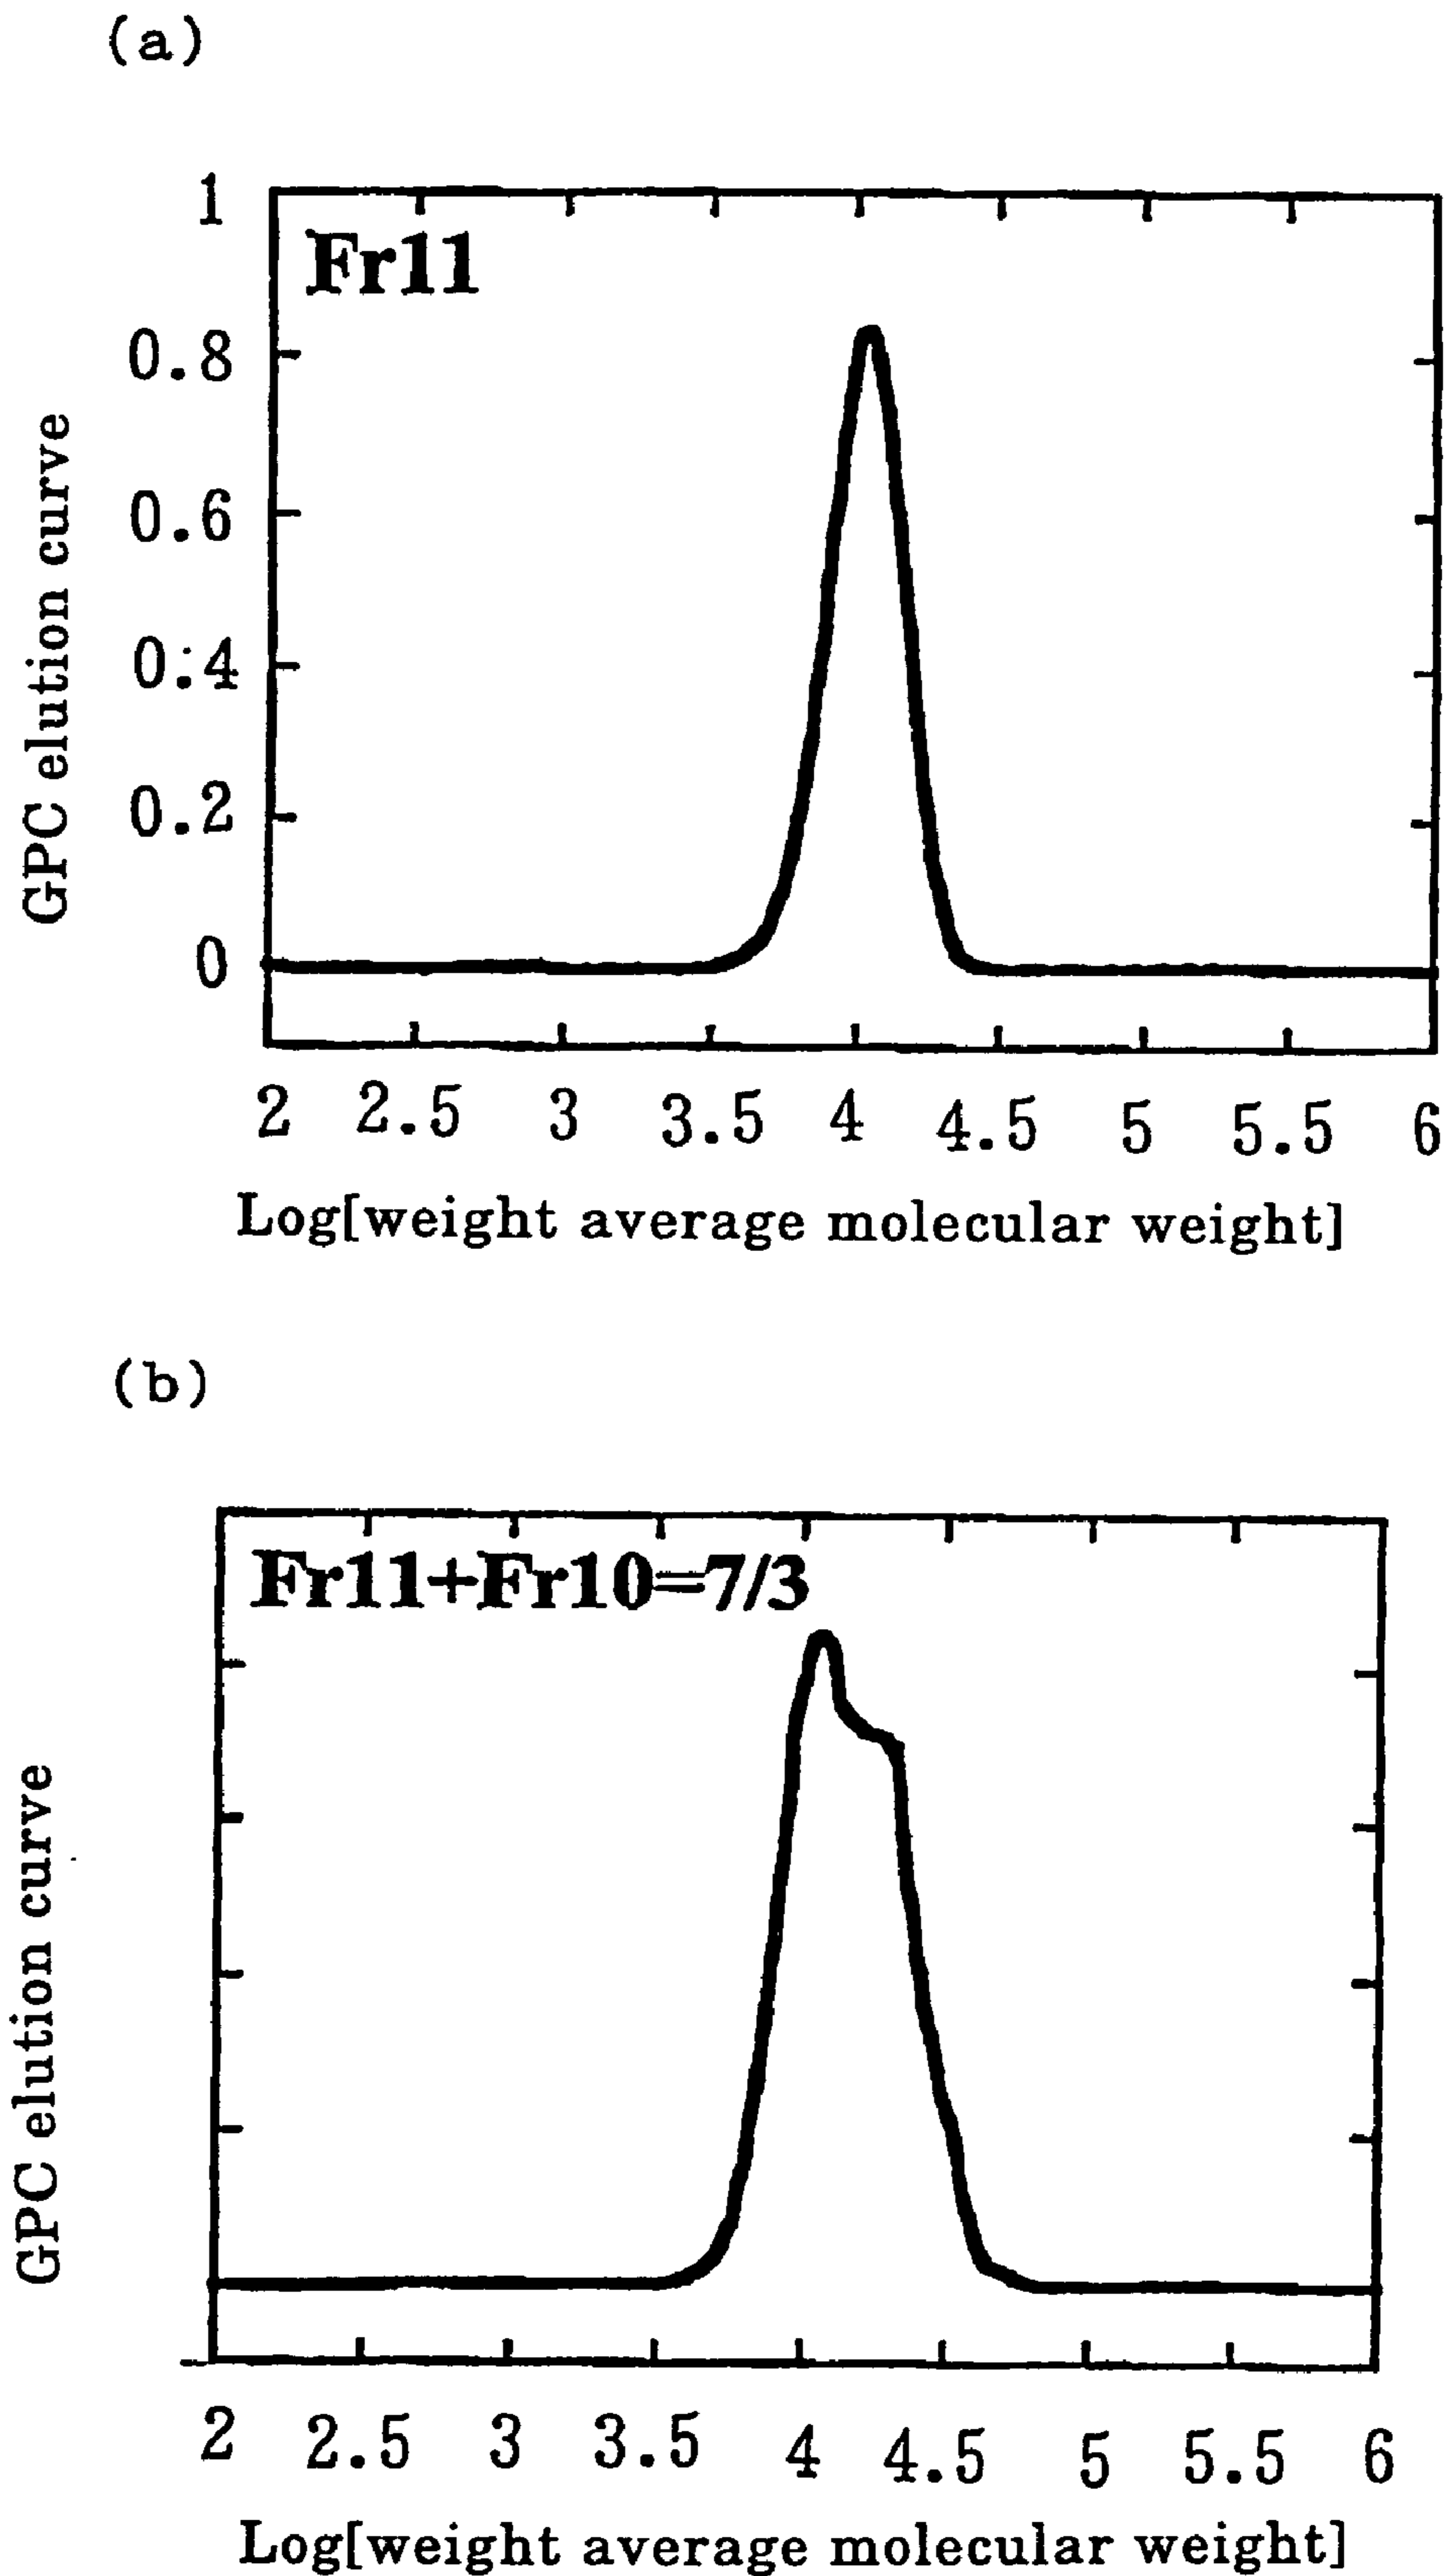 (a)
1
Fr11
0.8
0.6
0.4
0.2
0
GPC elution curve
2 2.5 3 3.5 4 4.5 5 5.5 6
Log[weight average molecular weight]
(b)
Fr11+Fr10=7/3
GPC elution curve
2 2.5 3 3.5 4 4.5 5 5.5 6
Log[weight average molecular weight]